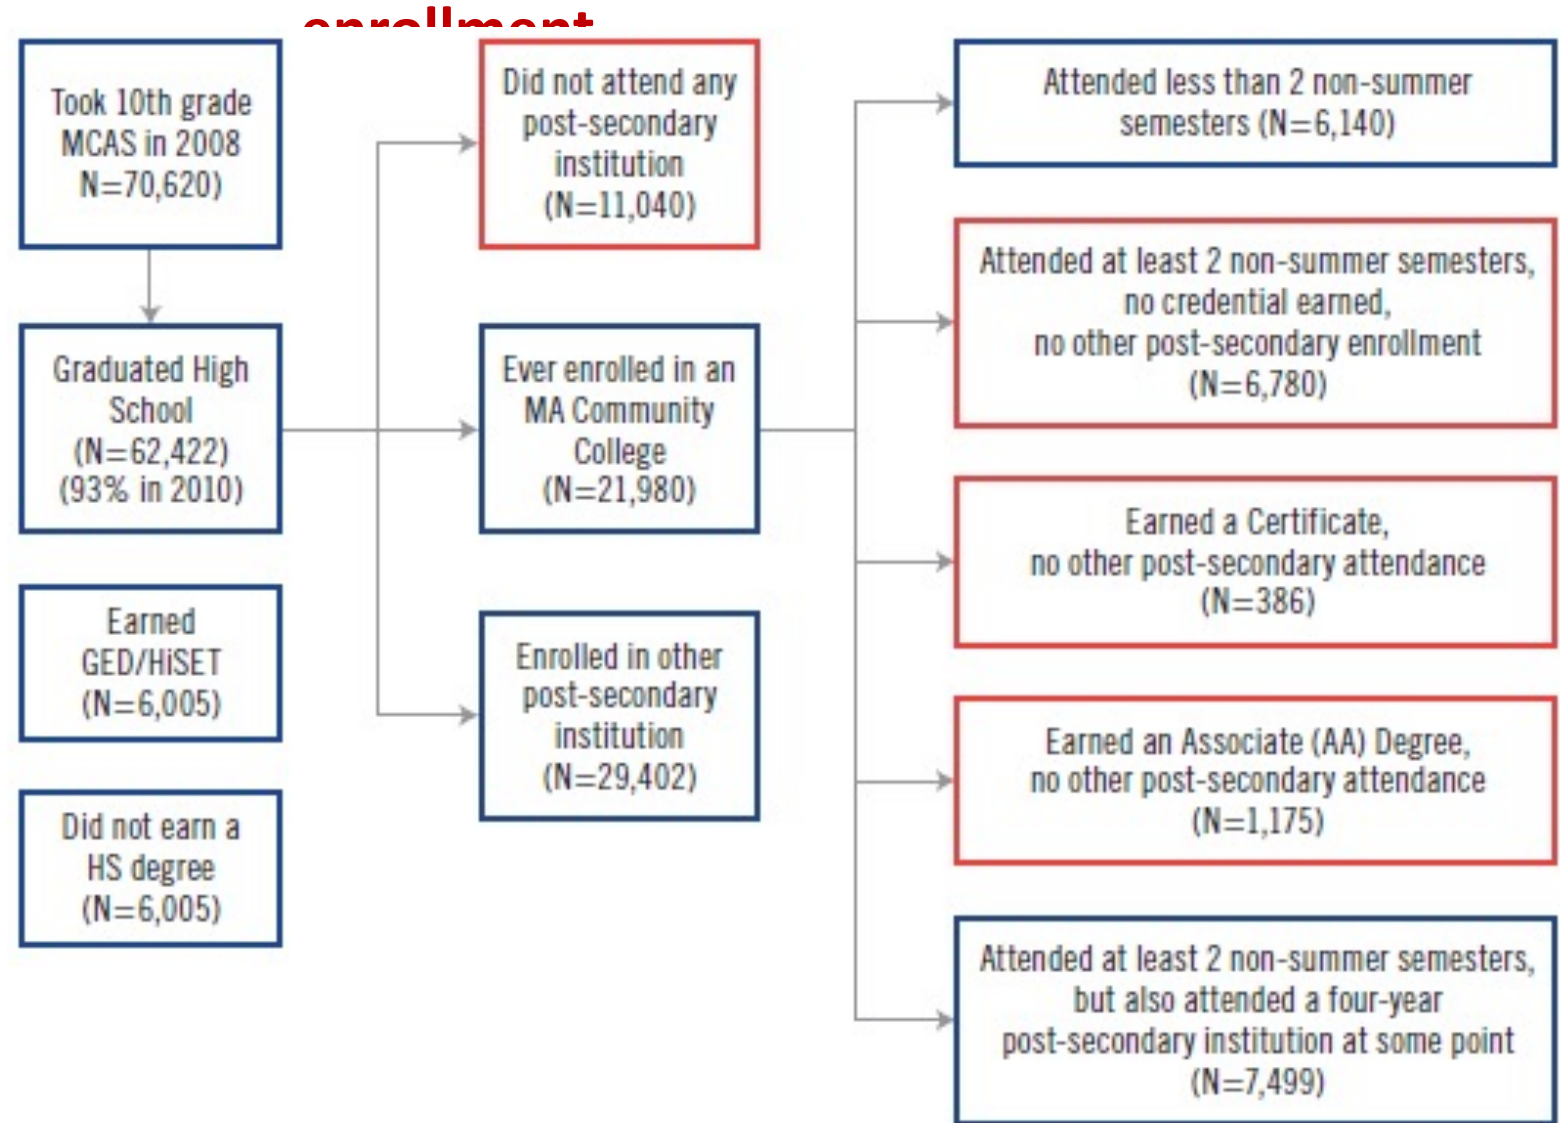 enrollment
Took 10th grade
MCAS in 2008
N=70,620)
Graduated High
School
(N=62,422)
(93% in 2010)
Earned
GED/HiSET
(N=6,005)
Did not earn a
HS degree
(N=6,005)
Did not attend any
post-secondary
institution
(N=11,040)
Ever enrolled in an
MA Community
College
(N=21,980)
Enrolled in other
post-secondary
institution
(N=29,402)
Attended less than 2 non-summer
semesters (N=6,140)
Attended at least 2 non-summer semesters,
no credential earned,
no other post-secondary enrollment
(N=6,780)
Earned a Certificate,
no other post-secondary attendance
(N=386)
Earned an Associate (AA) Degree,
no other post-secondary attendance
(N=1,175)
Attended at least 2 non-summer semesters,
but also attended a four-year
post-secondary institution at some point
(N=7,499)